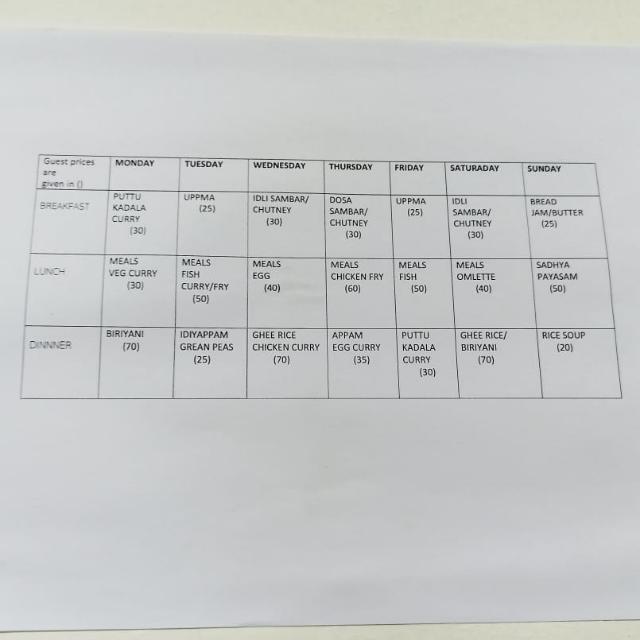 Guest prices are given in () MONDAY TUESDAY WEDNESDAY THURSDAY FRIDAY SATURADAY SUNDAY
BREAKFAST
PUTTU
KADALA
CURRY
(30)
UPPMA
(25)
IDLI SAMBAR/
CHUTNEY
(30)
DOSA
SAMBAR/
CHUTNEY
(30)
UPPMA
(25)
IDLI
SAMBAR/
CHUTNEY
(30)
BREAD
JAM/BUTTER
(25)
LUNCH
MEALS
VEG CURRY
(30)
MEALS
FISH
CURRY/FRY
(50)
MEALS
EGG
(40)
MEALS
CHICKEN FRY
(60)
MEALS
FISH
(50)
MEALS
OMLETTE
(40)
SADHYA
PAYASAM
(50)
DINNNER
BIRIYANI
(70)
IDIYAPPAM
GREAN PEAS
(25)
GHEE RICE
CHICKEN CURRY
(70)
APPAM
EGG CURRY
(35)
PUTTU
KADALA
CURRY
(30)
GHEE RICE/
BIRIYANI
(70)
RICE SOUP
(20)